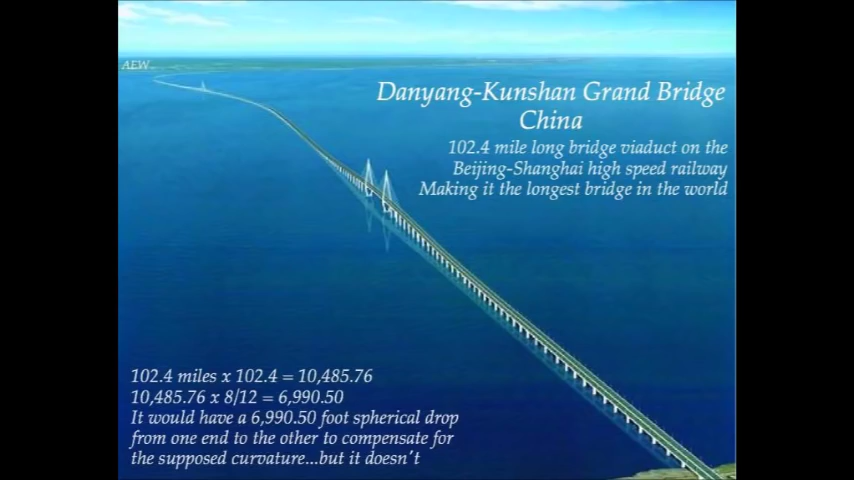 AEW
Danyang-Kunshan Grand Bridge
China
102.4 mile long bridge viaduct on the
Beijing-Shanghai high speed railway
Making it the longest bridge in the world
102.4 miles x 102.4 = 10,485.76
10,485.76 x 8/12 = 6,990.50
It would have a 6,990.50 foot spherical drop
from one end to the other to compensate for
the supposed curvature...but it doesn't